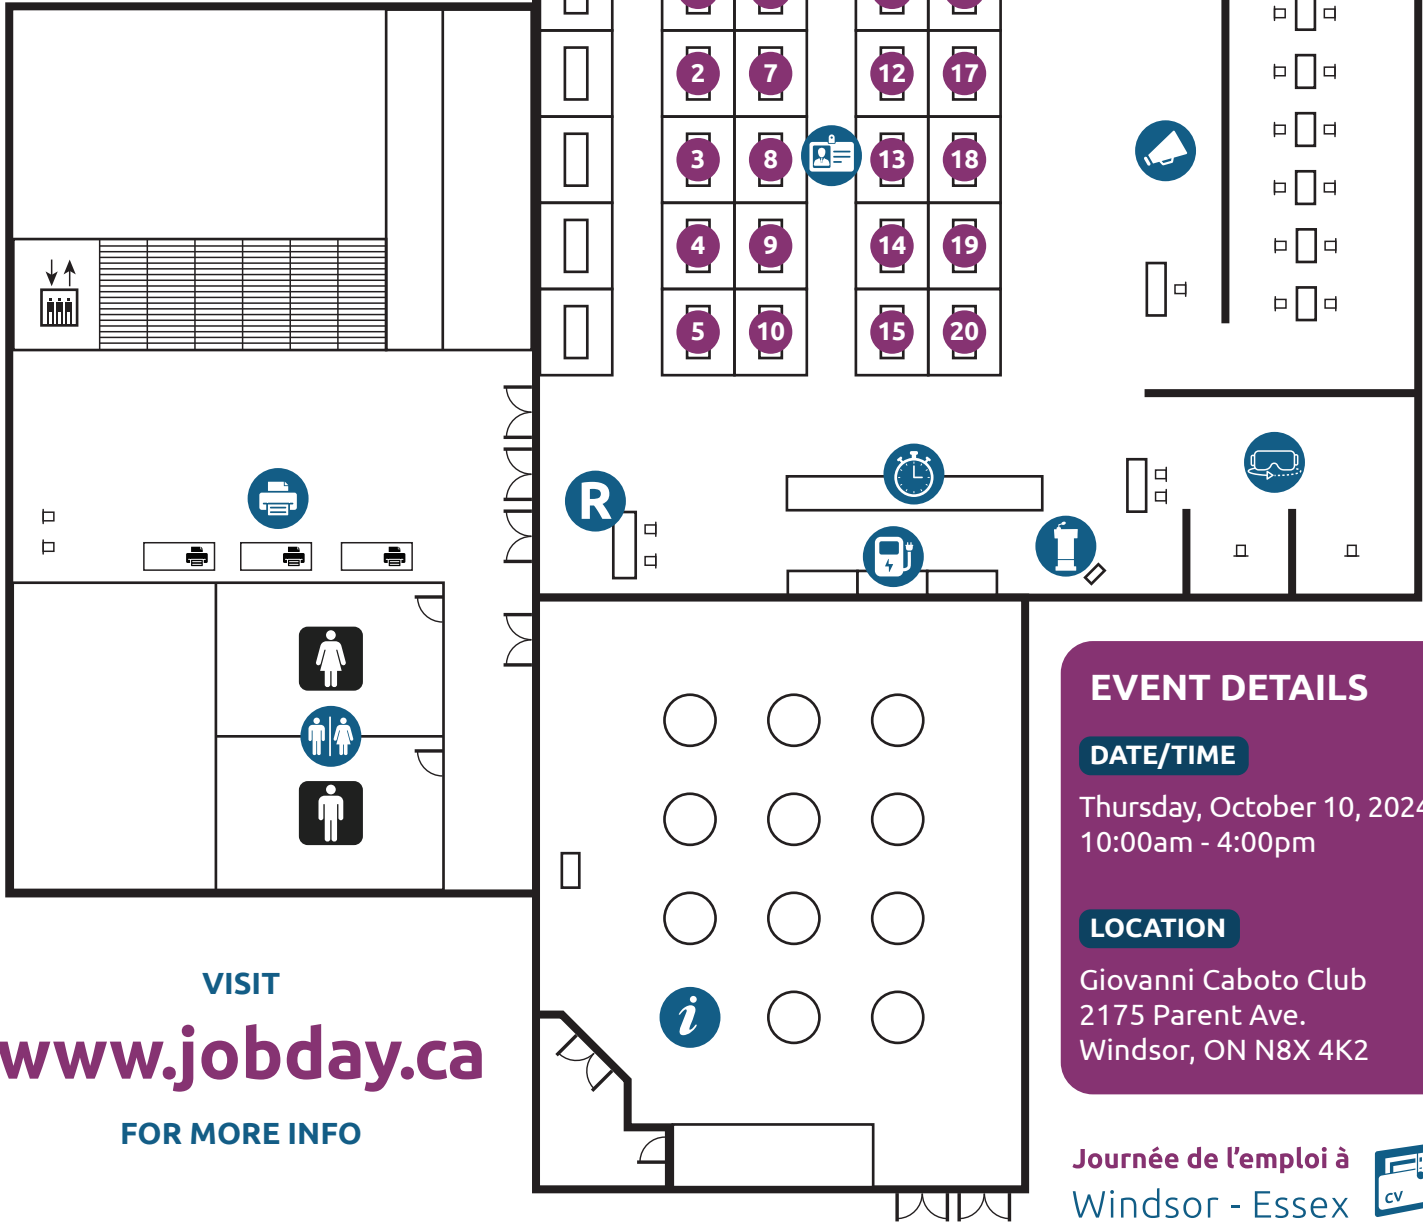 2
7
12
17
3
8
13
18
4
9
14
19
5
10
15
20
R
i
EVENT DETAILS
DATE/TIME
Thursday, October 10, 2024
10:00am - 4:00pm
LOCATION
Giovanni Caboto Club
2175 Parent Ave.
Windsor, ON N8X 4K2
VISIT
www.jobday.ca
FOR MORE INFO
Journée de l'emploi à
Windsor - Essex
CV